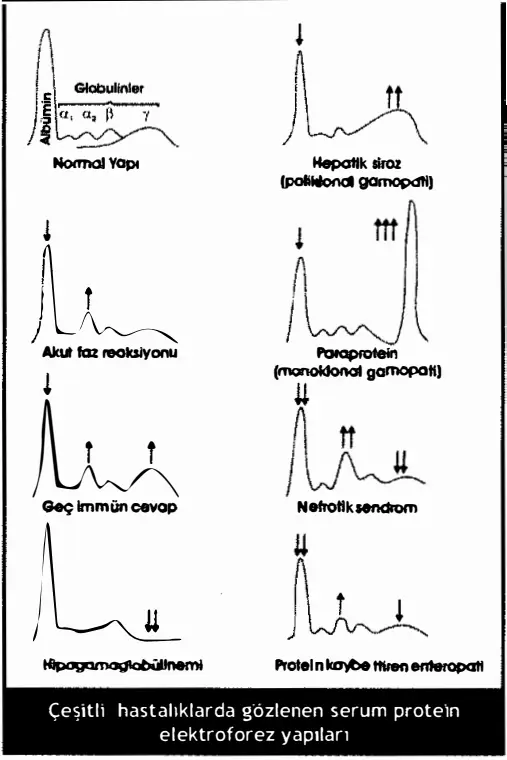 Globulinler
Albümin
α₁ α₂ β γ
Normal Yapı
Hepatik siroz
(poliklonal gamopati)
Akut faz reaksiyonu
Paraprotein
(monoklonal gamopati)
Geç immün cevap
Nefrotik sendrom
Hipogamaglobülinemi
Protein kaybettiren enteropati
Çeşitli hastalıklarda gözlenen serum protein
elektroforez yapıları